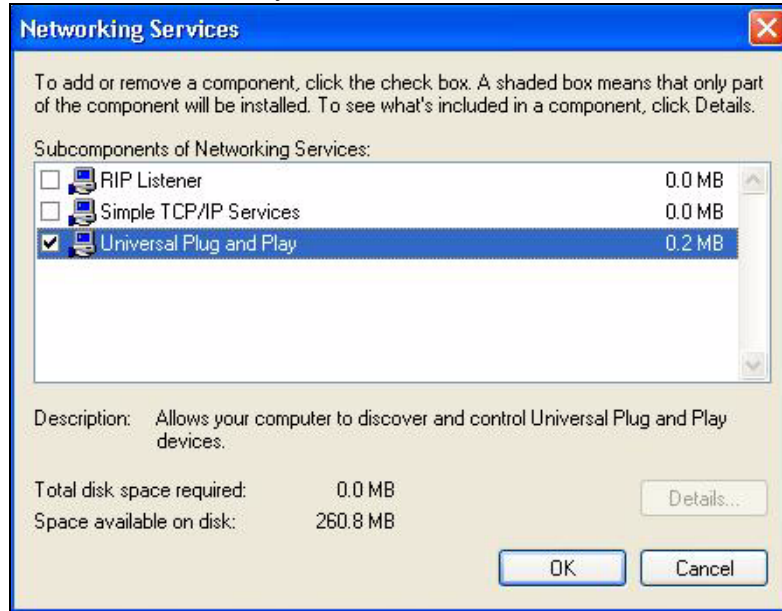 Networking Services
To add or remove a component, click the check box. A shaded box means that only part
of the component will be installed. To see what's included in a component, click Details.
Subcomponents of Networking Services:
RIP Listener 0.0 MB
Simple TCP/IP Services 0.0 MB
Universal Plug and Play 0.2 MB
Description: Allows your computer to discover and control Universal Plug and Play
devices.
Total disk space required: 0.0 MB
Details...
Space available on disk: 260.8 MB
OK Cancel